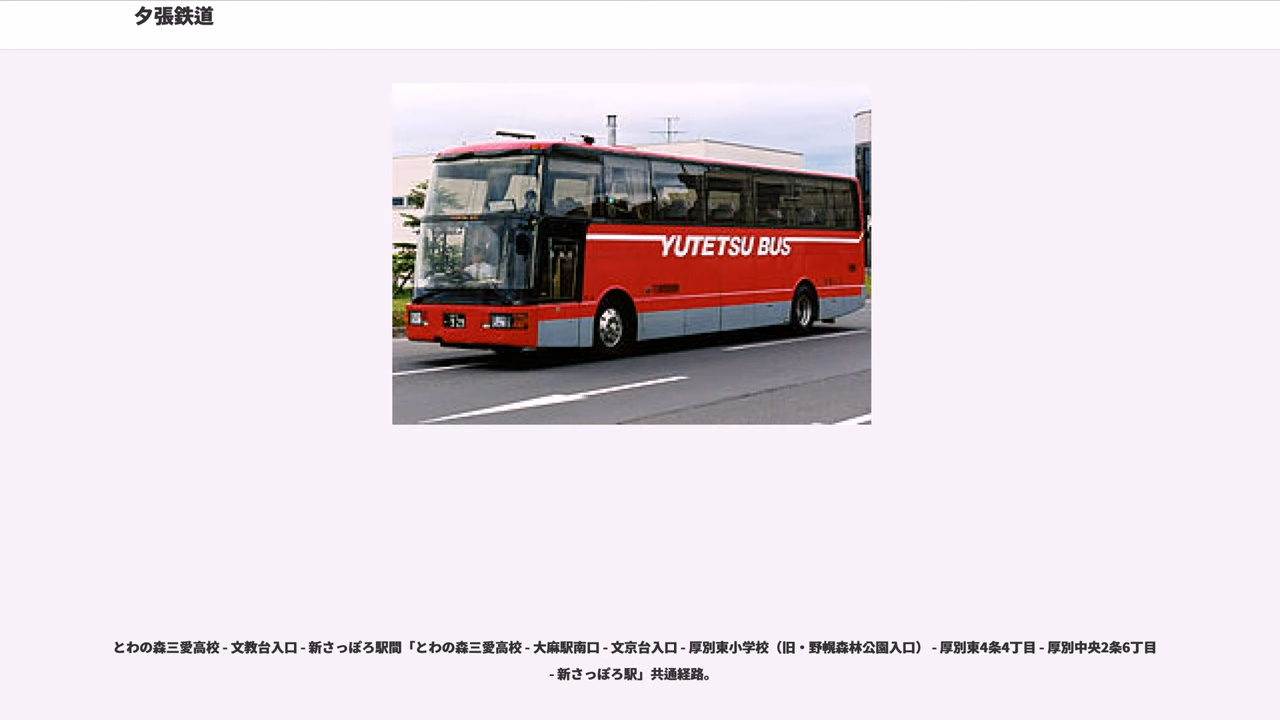 夕張鉄道
YUTETSU BUS
とわの森三愛高校 - 文教台入口 - 新さっぽろ駅間「とわの森三愛高校 - 大麻駅南口 - 文京台入口 - 厚別東小学校（旧・野幌森林公園入口） - 厚別東4条4丁目 - 厚別中央2条6丁目
- 新さっぽろ駅」共通経路。